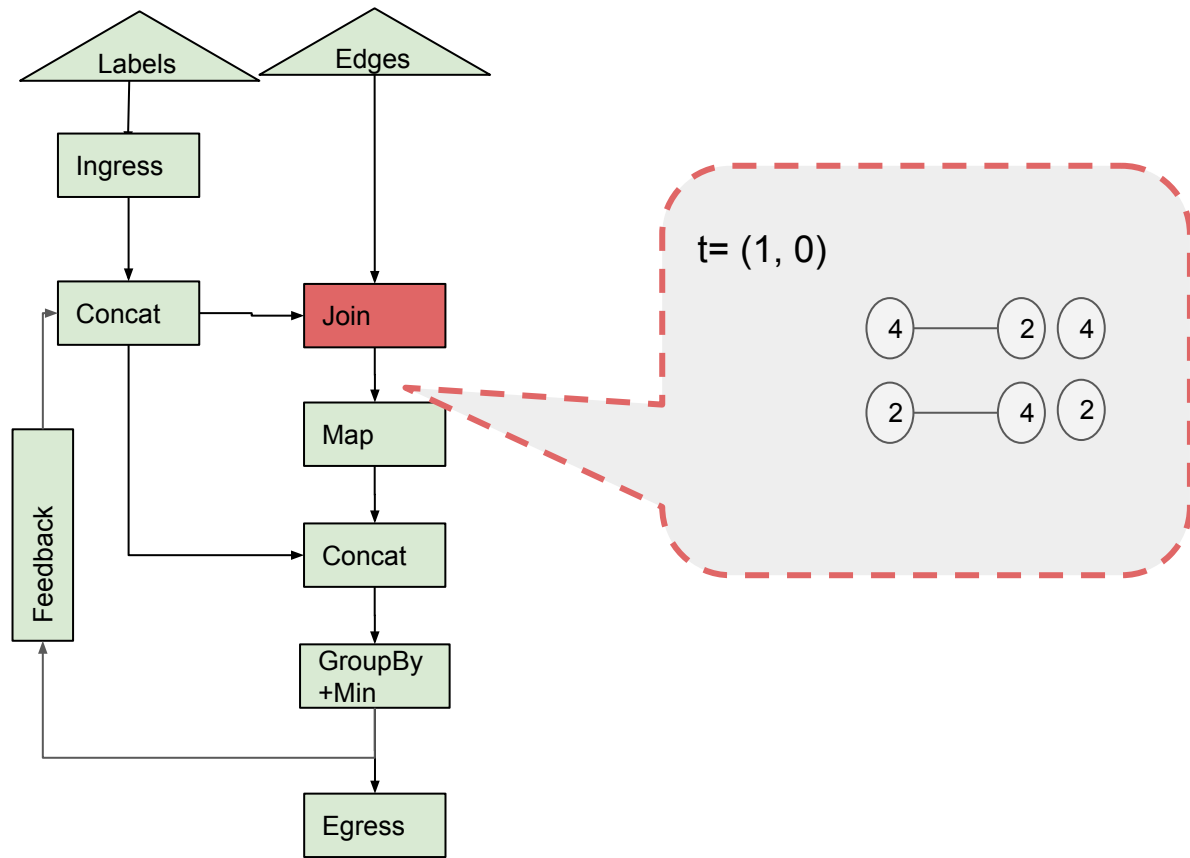 Labels
Edges
Ingress
Concat
Join
Map
Feedback
Concat
GroupBy
+Min
Egress
t= (1, 0)
4 2 4
2 4 2